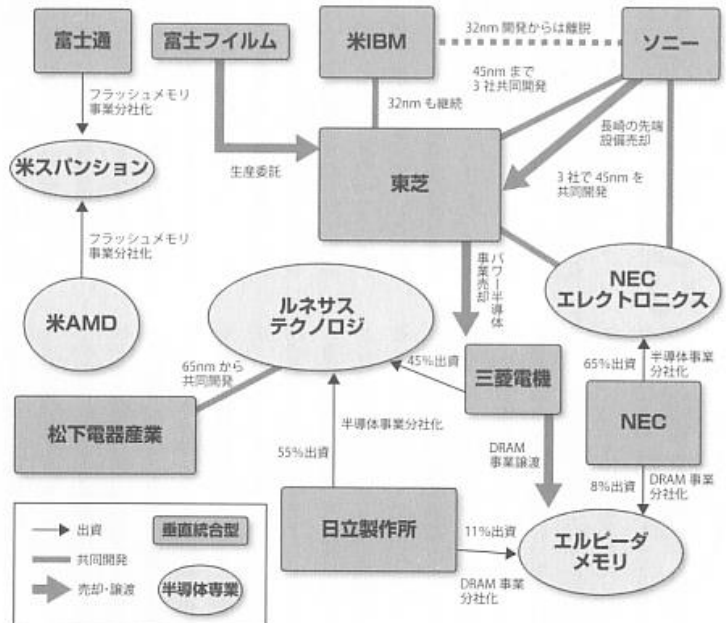 富士通
富士フイルム
米IBM
32nm 開発からは離脱
ソニー
フラッシュメモリ
事業分社化
45nm まで
3 社共同開発
32nm も継続
長崎の先端
設備売却
米スパンション
生産委託
東芝
3 社で 45nm を
共同開発
フラッシュメモリ
事業分社化
パワー半導体
事業売却
NEC
エレクトロニクス
米AMD
ルネサス
テクノロジ
65nm から
共同開発
45%出資
三菱電機
65%出資
半導体事業
分社化
松下電器産業
半導体事業分社化
55%出資
DRAM
事業譲渡
NEC
8%出資
DRAM 事業
分社化
日立製作所
11%出資
エルピーダ
メモリ
DRAM 事業
分社化
出資
垂直統合型
共同開発
売却・譲渡
半導体専業